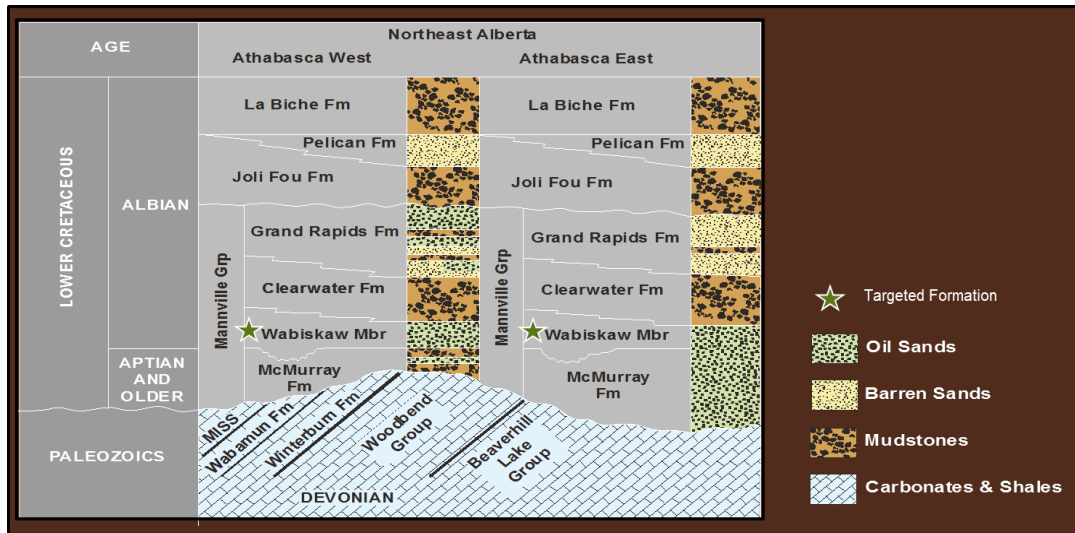 AGE
Northeast Alberta
Athabasca West
Athabasca East
LOWER CRETACEOUS
ALBIAN
APTIAN
AND
OLDER
PALEOZOICS
La Biche Fm
Pelican Fm
Joli Fou Fm
Mannville Grp
Grand Rapids Fm
Clearwater Fm
Wabiskaw Mbr
McMurray
Fm
La Biche Fm
Pelican Fm
Joli Fou Fm
Mannville Grp
Grand Rapids Fm
Clearwater Fm
Wabiskaw Mbr
McMurray
Fm
MISS
Wabamun Fm
Winterburn Fm
Woodbend
Group
Beaverhill
Lake
Group
DEVONIAN
Targeted Formation
Oil Sands
Barren Sands
Mudstones
Carbonates & Shales